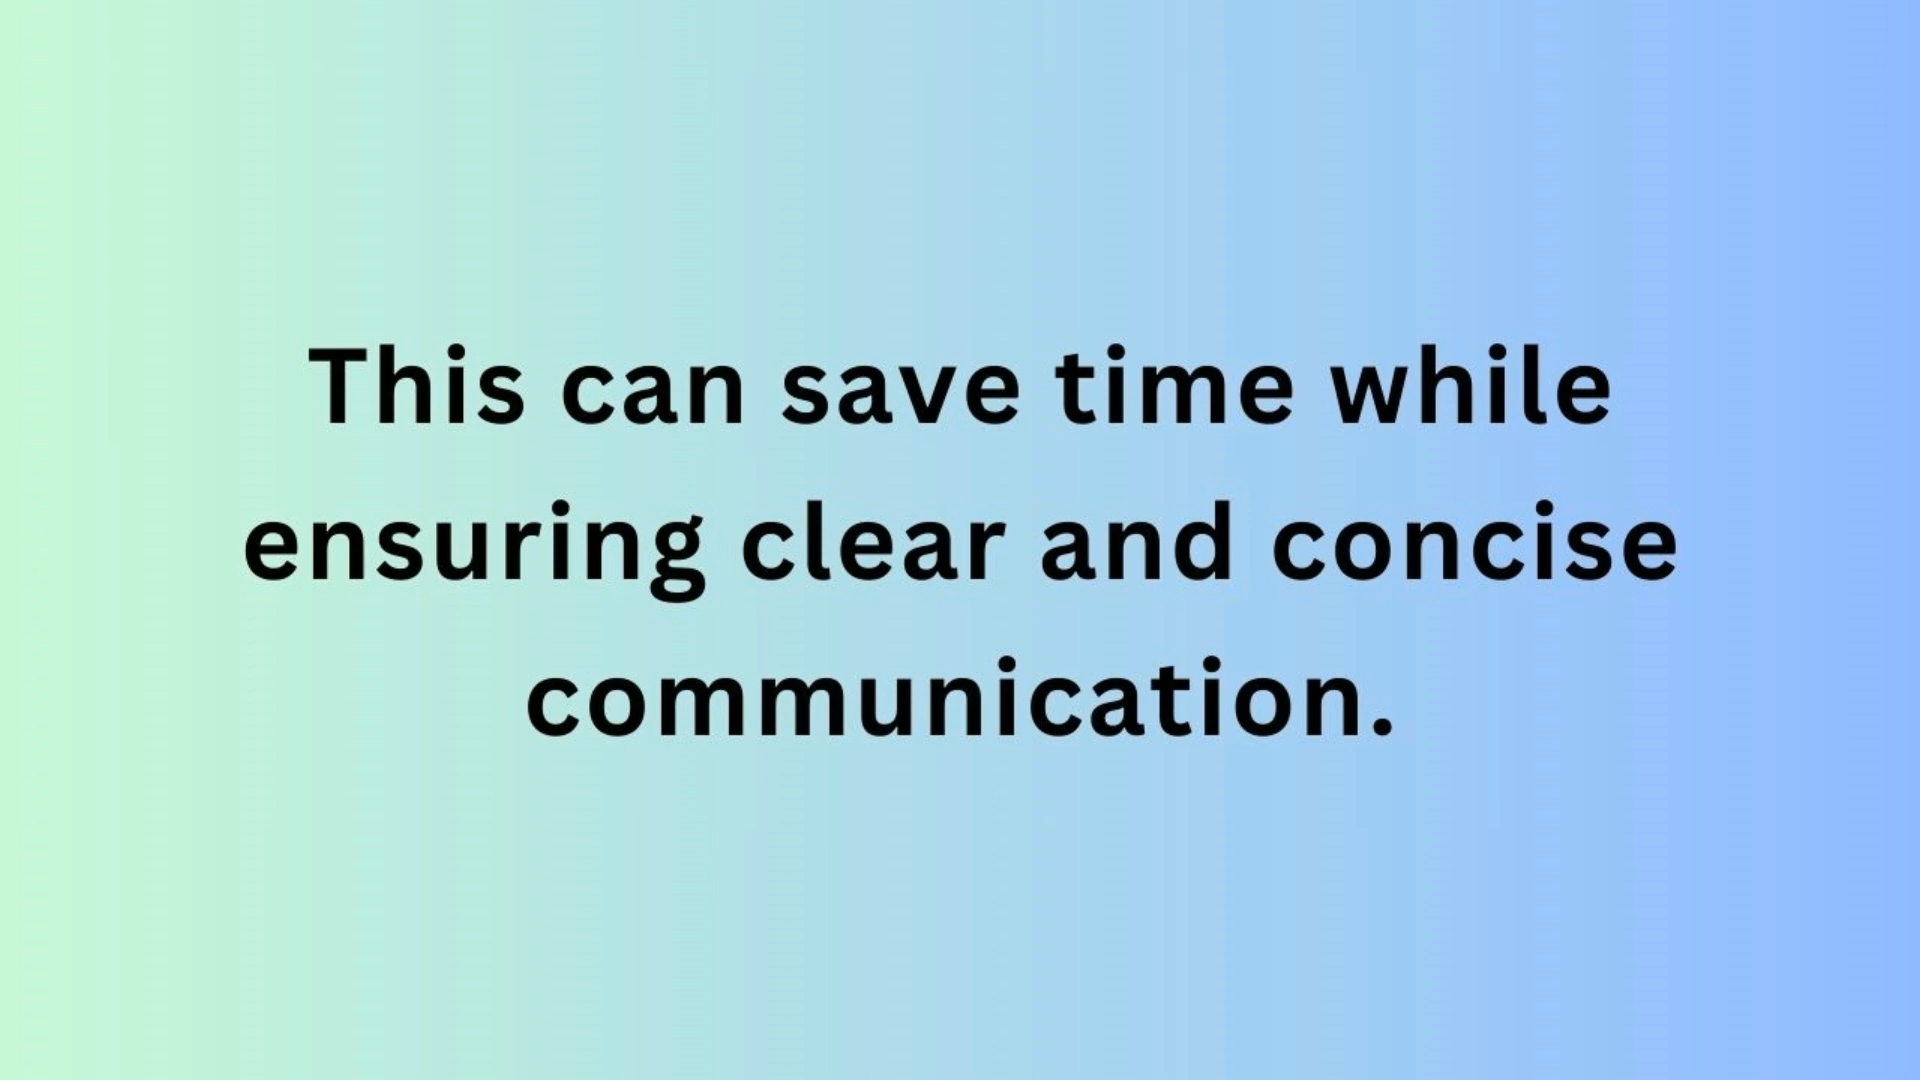 This can save time while
ensuring clear and concise
communication.